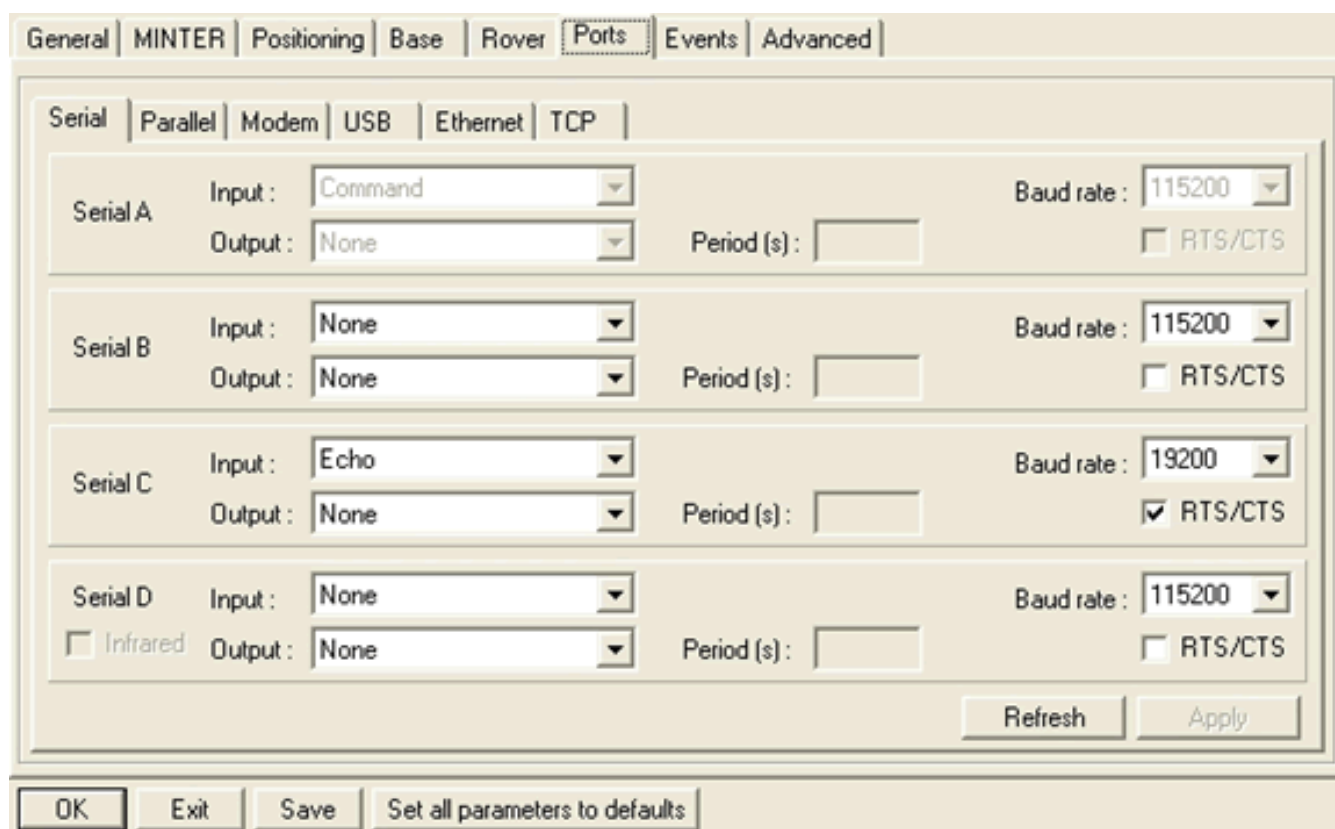 General MINTER Positioning Base Rover Ports Events Advanced
Serial Parallel Modem USB Ethernet TCP
Serial A
Input : Command Baud rate : 115200
Output : None Period (s) : RTS/CTS
Serial B
Input : None Baud rate : 115200
Output : None Period (s) : RTS/CTS
Serial C
Input : Echo Baud rate : 19200
Output : None Period (s) : RTS/CTS
Serial D Input : None Baud rate : 115200
Infrared Output : None Period (s) : RTS/CTS
Refresh Apply
OK Exit Save Set all parameters to defaults